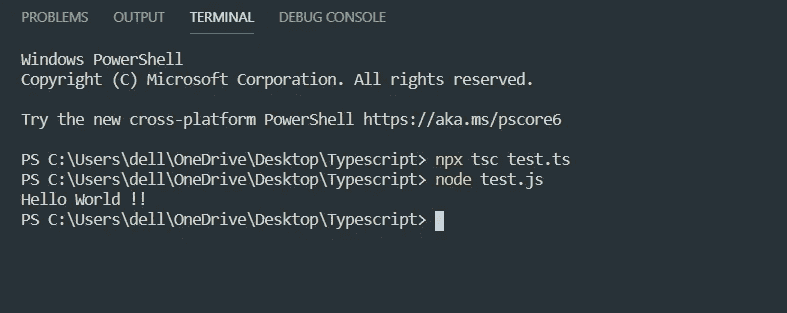 PROBLEMS OUTPUT TERMINAL DEBUG CONSOLE
Windows PowerShell
Copyright (C) Microsoft Corporation. All rights reserved.
Try the new cross-platform PowerShell https://aka.ms/pscore6
PS C:\Users\dell\OneDrive\Desktop\Typescript> npx tsc test.ts
PS C:\Users\dell\OneDrive\Desktop\Typescript> node test.js
Hello World !!
PS C:\Users\dell\OneDrive\Desktop\Typescript>